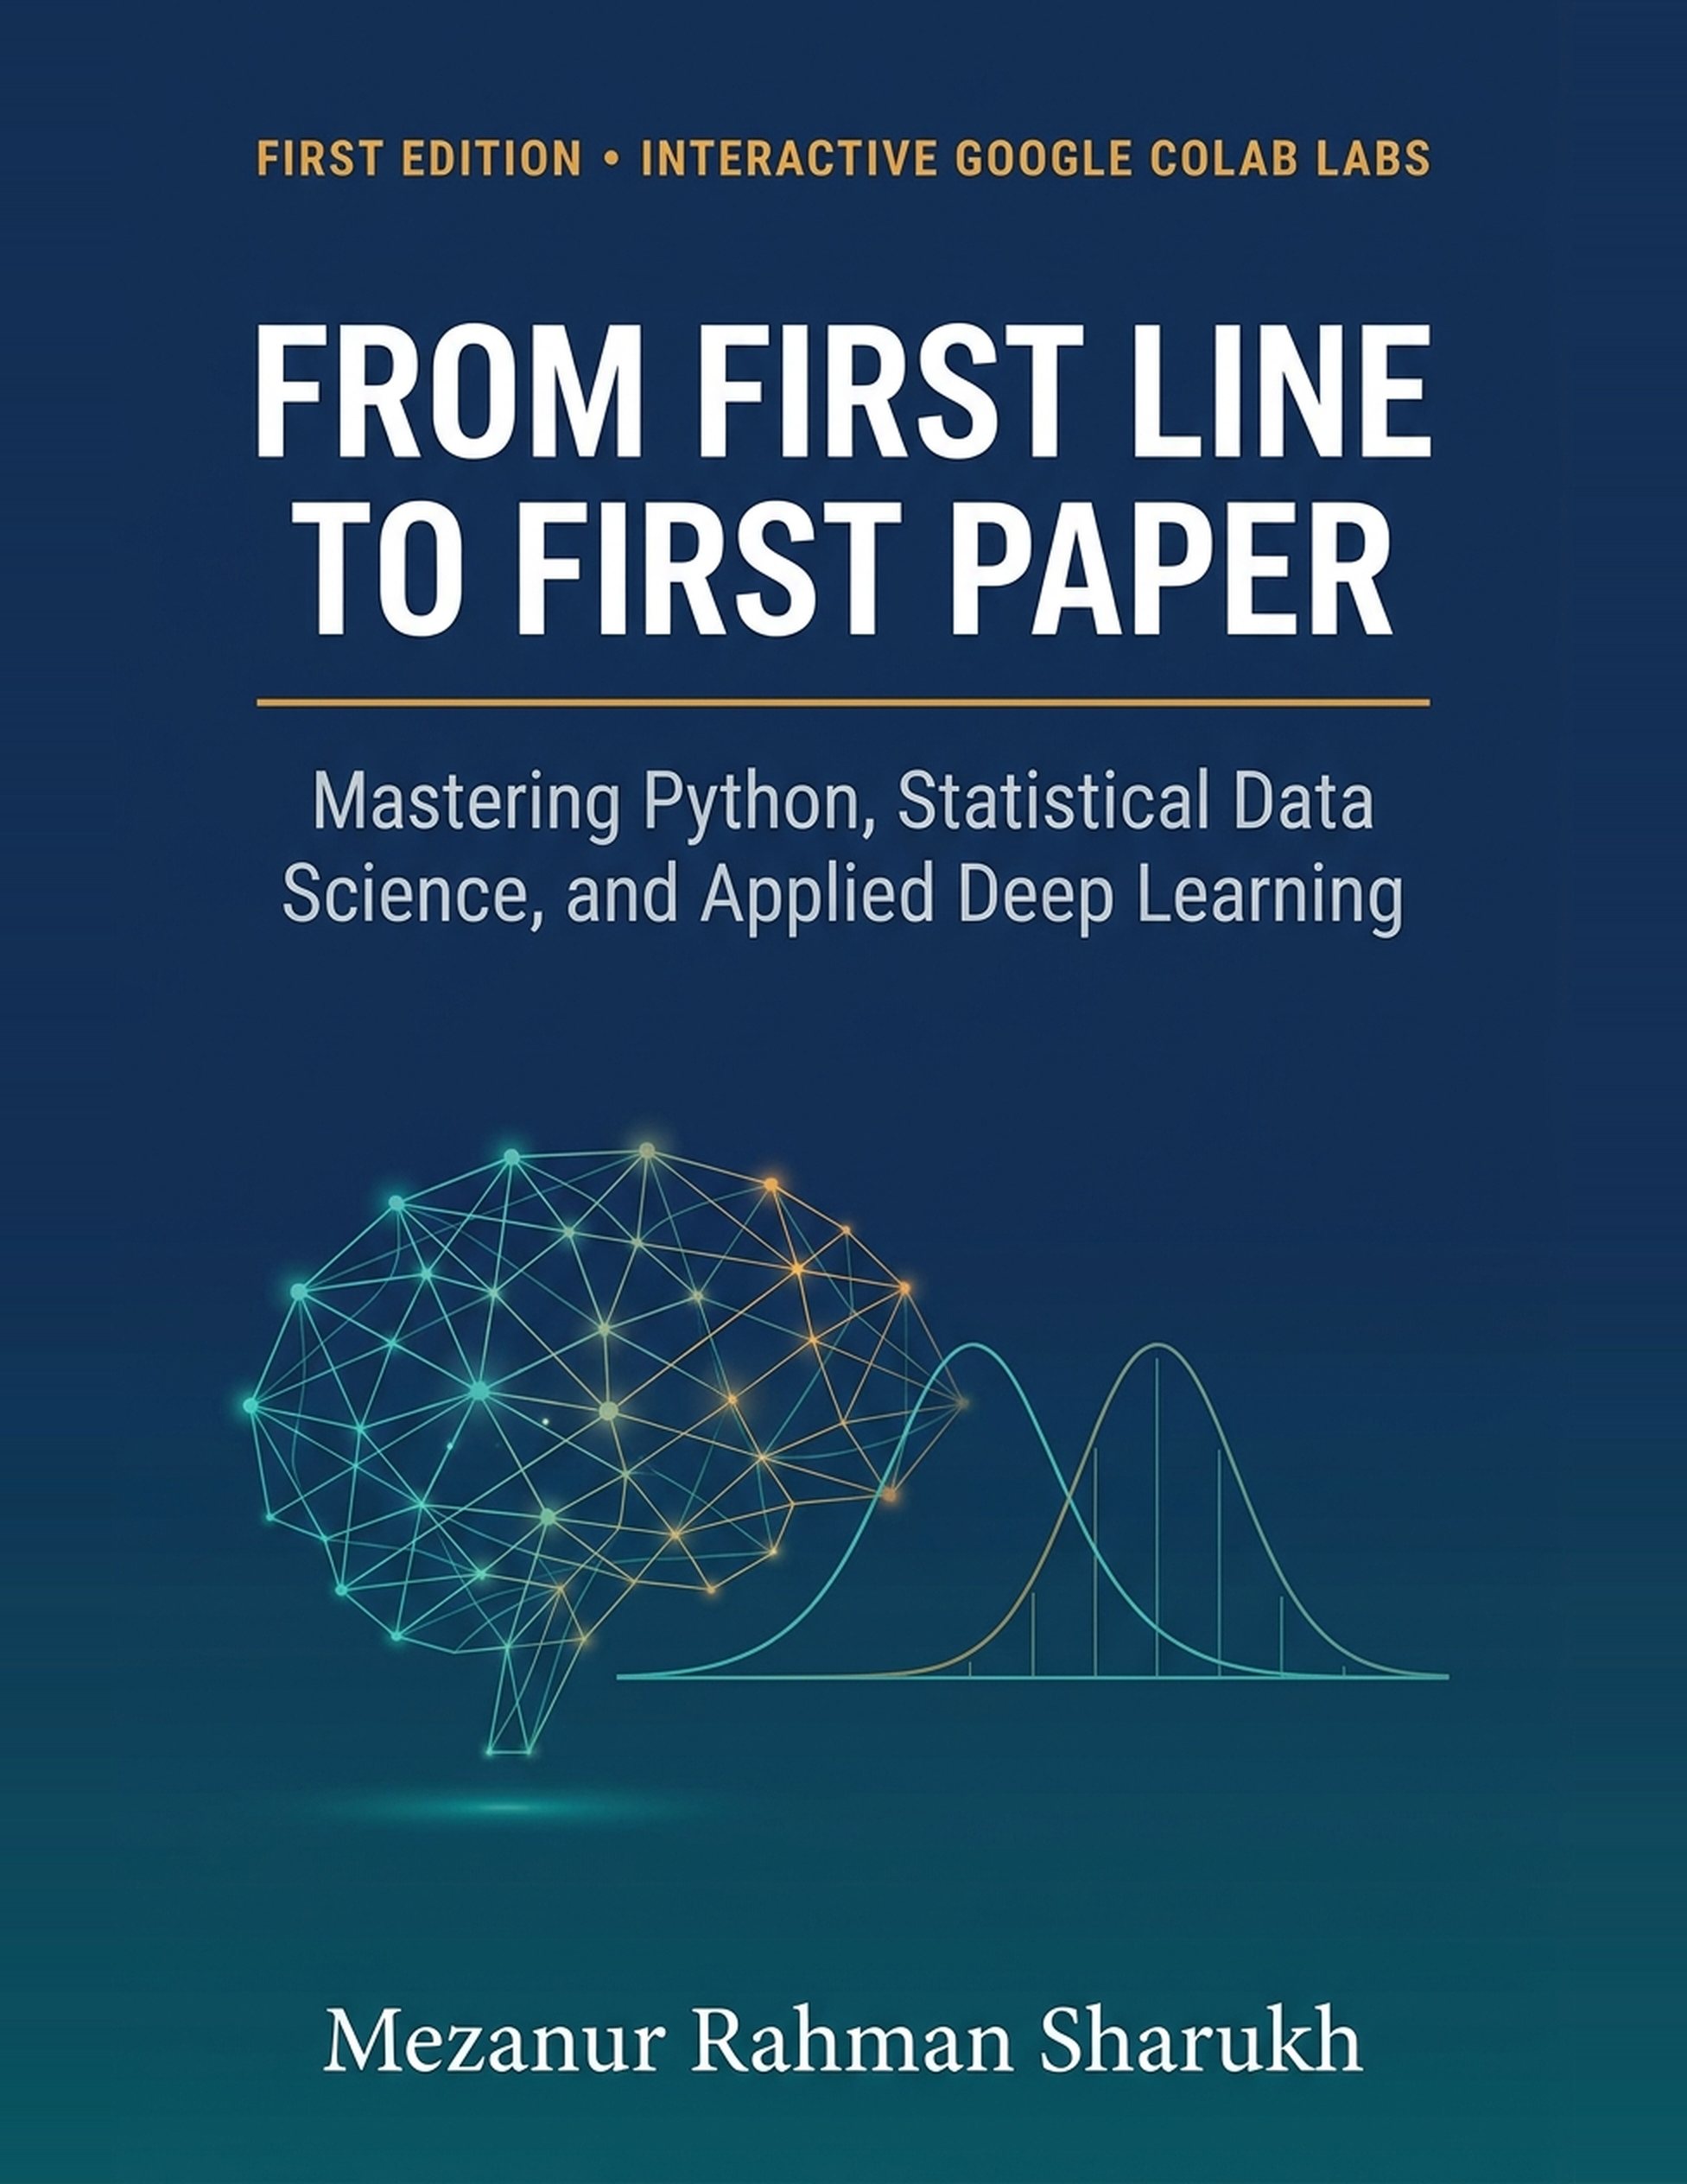 FIRST EDITION • INTERACTIVE GOOGLE COLAB LABS
FROM FIRST LINE
TO FIRST PAPER
Mastering Python, Statistical Data
Science, and Applied Deep Learning
Mezanur Rahman Sharukh